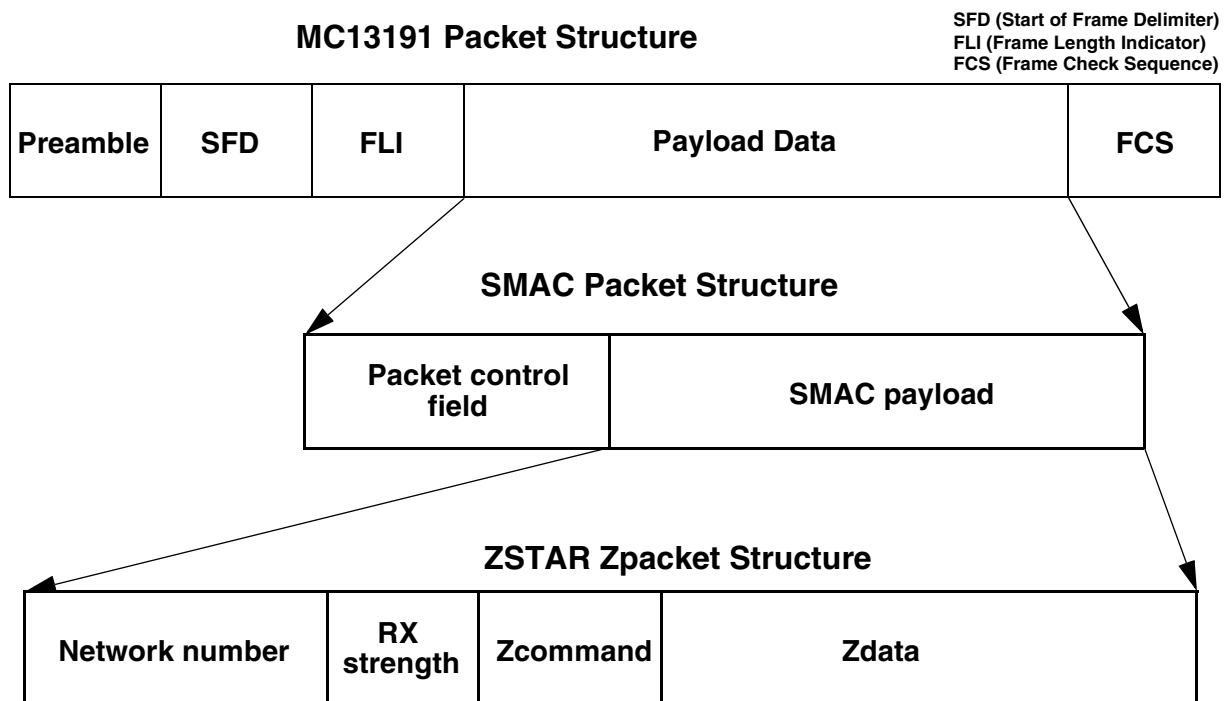 MC13191 Packet Structure
SFD (Start of Frame Delimiter)
FLI (Frame Length Indicator)
FCS (Frame Check Sequence)
Preamble
SFD
FLI
Payload Data
FCS
SMAC Packet Structure
Packet control
field
SMAC payload
ZSTAR Zpacket Structure
Network number
RX
strength
Zcommand
Zdata